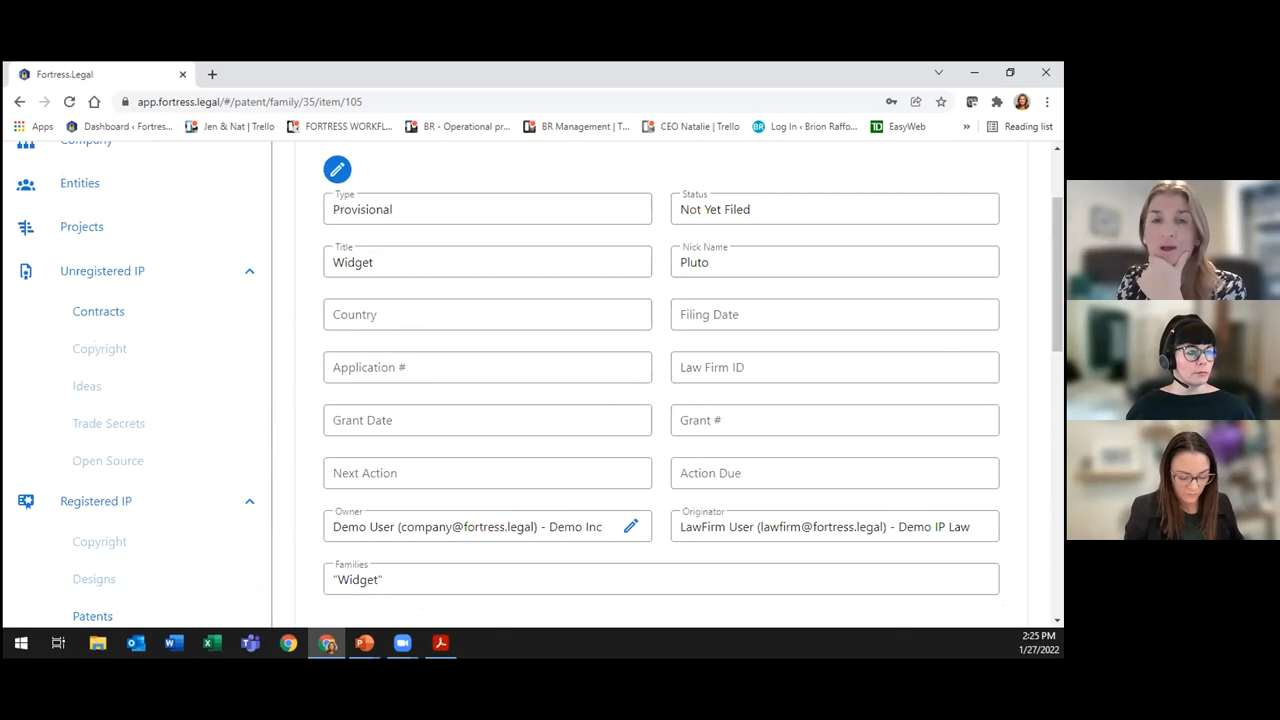 Fortress.Legal
app.fortress.legal/#/patent/family/35/item/105
Apps Dashboard ‹ Fortres... Jen & Nat | Trello FORTRESS WORKFL... BR - Operational pr... BR Management | T... CEO Natalie | Trello BR Log In ‹ Brion Raffo... TD EasyWeb » Reading list
Company
Entities
Projects
Unregistered IP
Contracts
Copyright
Ideas
Trade Secrets
Open Source
Registered IP
Copyright
Designs
Patents
Type
Provisional
Status
Not Yet Filed
Title
Widget
Nick Name
Pluto
Country
Filing Date
Application #
Law Firm ID
Grant Date
Grant #
Next Action
Action Due
Owner
Demo User (company@fortress.legal) - Demo Inc
Originator
LawFirm User (lawfirm@fortress.legal) - Demo IP Law
Families
"Widget"
2:25 PM
1/27/2022